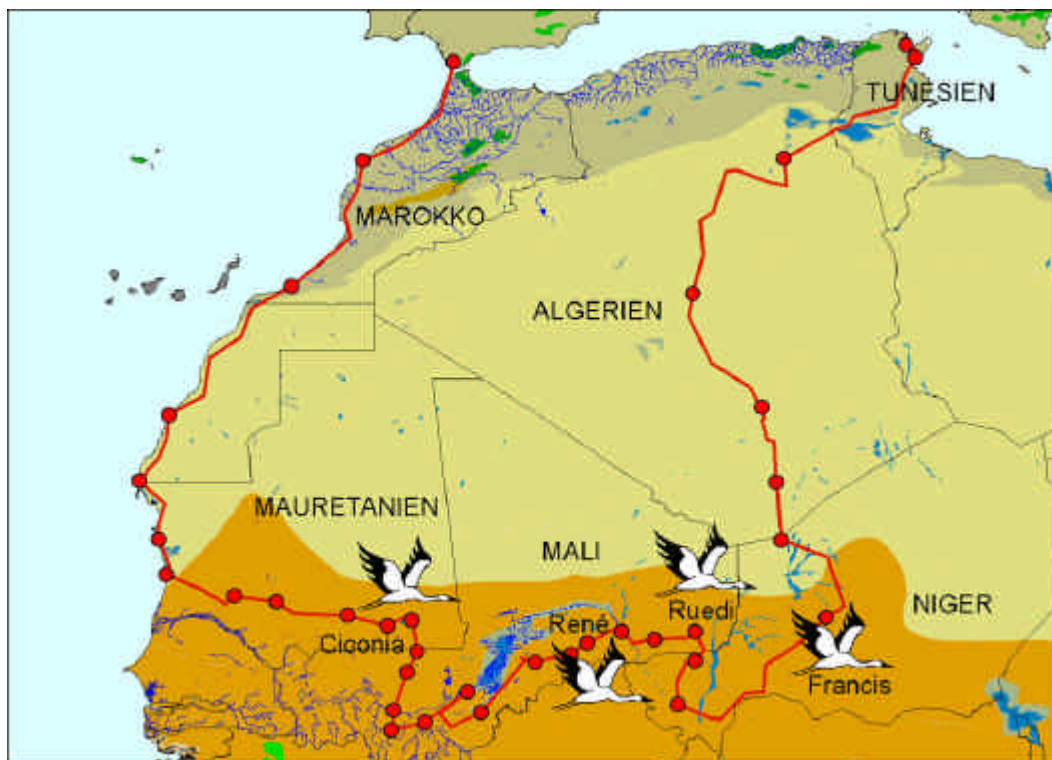 TUNESIEN
MAROKKO
ALGERIEN
MAURETANIEN
MALI
NIGER
Ciconia
René
Ruedi
Francis